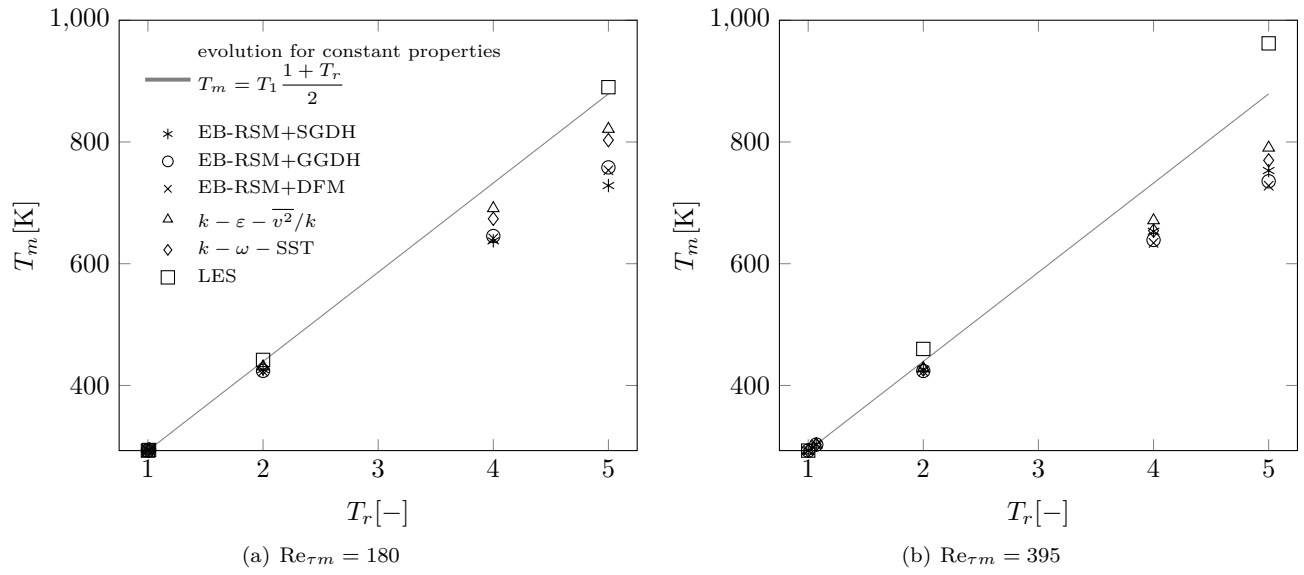 1,000
800
600
400
T_m[K]
evolution for constant properties
T_m = T_1 \frac{1 + T_r}{2}
EB-RSM+SGDH
EB-RSM+GGDH
EB-RSM+DFM
k − ε − \overline{v^2}/k
k − ω − SST
LES
1 2 3 4 5
T_r[−]
(a) Re_{τm} = 180
1,000
800
600
400
T_m[K]
1 2 3 4 5
T_r[−]
(b) Re_{τm} = 395